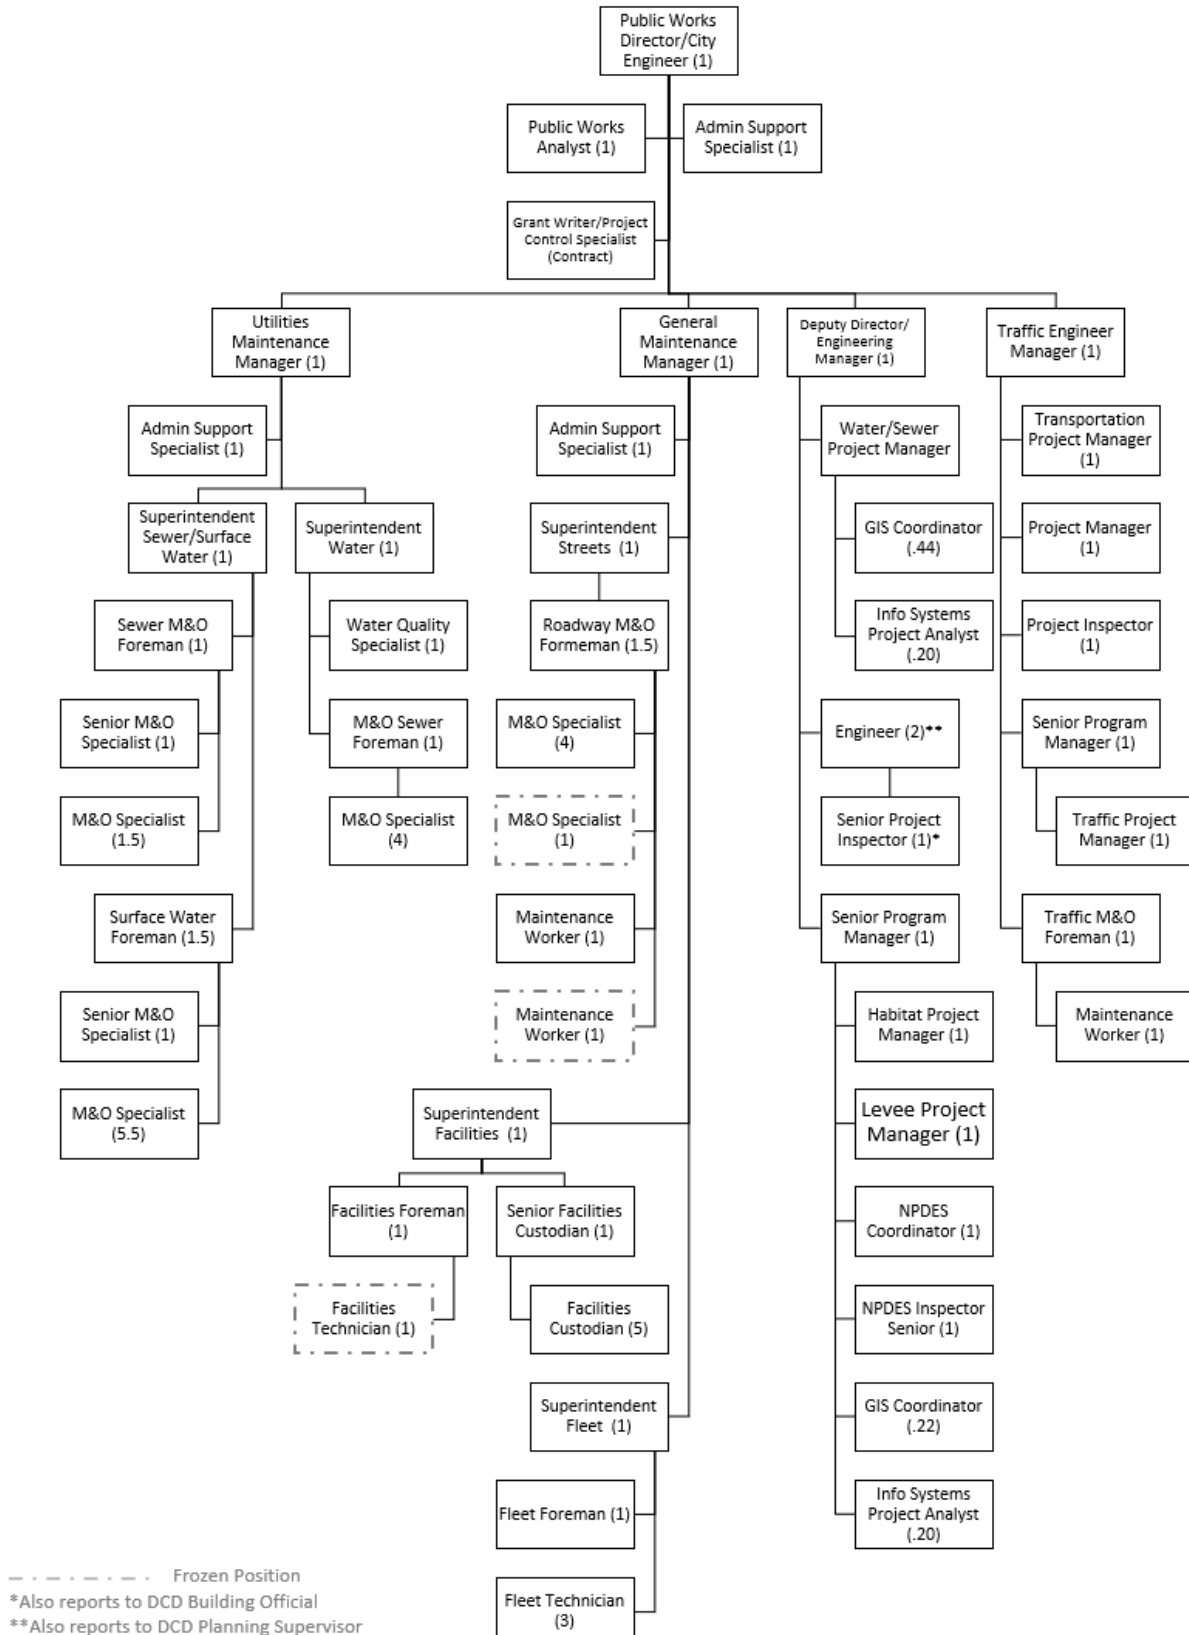 Public Works
Director/City
Engineer (1)
Public Works
Analyst (1)
Admin Support
Specialist (1)
Grant Writer/Project
Control Specialist
(Contract)
Utilities
Maintenance
Manager (1)
General
Maintenance
Manager (1)
Deputy Director/
Engineering
Manager (1)
Traffic Engineer
Manager (1)
Admin Support
Specialist (1)
Admin Support
Specialist (1)
Water/Sewer
Project Manager
Transportation
Project Manager
(1)
Superintendent
Sewer/Surface
Water (1)
Superintendent
Water (1)
Superintendent
Streets (1)
GIS Coordinator
(.44)
Project Manager
(1)
Sewer M&O
Foreman (1)
Water Quality
Specialist (1)
Roadway M&O
Formeman (1.5)
Info Systems
Project Analyst
(.20)
Project Inspector
(1)
Senior M&O
Specialist (1)
M&O Sewer
Foreman (1)
M&O Specialist
(4)
Engineer (2)**
Senior Program
Manager (1)
M&O Specialist
(1.5)
M&O Specialist
(4)
M&O Specialist
(1)
Senior Project
Inspector (1)*
Traffic Project
Manager (1)
Surface Water
Foreman (1.5)
Maintenance
Worker (1)
Senior Program
Manager (1)
Traffic M&O
Foreman (1)
Senior M&O
Specialist (1)
Maintenance
Worker (1)
Habitat Project
Manager (1)
Maintenance
Worker (1)
M&O Specialist
(5.5)
Superintendent
Facilities (1)
Levee Project
Manager (1)
Facilities Foreman
(1)
Senior Facilities
Custodian (1)
NPDES
Coordinator (1)
Facilities
Technician (1)
Facilities
Custodian (5)
NPDES Inspector
Senior (1)
Superintendent
Fleet (1)
GIS Coordinator
(.22)
Fleet Foreman (1)
Info Systems
Project Analyst
(.20)
Fleet Technician
(3)
Frozen Position
*Also reports to DCD Building Official
**Also reports to DCD Planning Supervisor